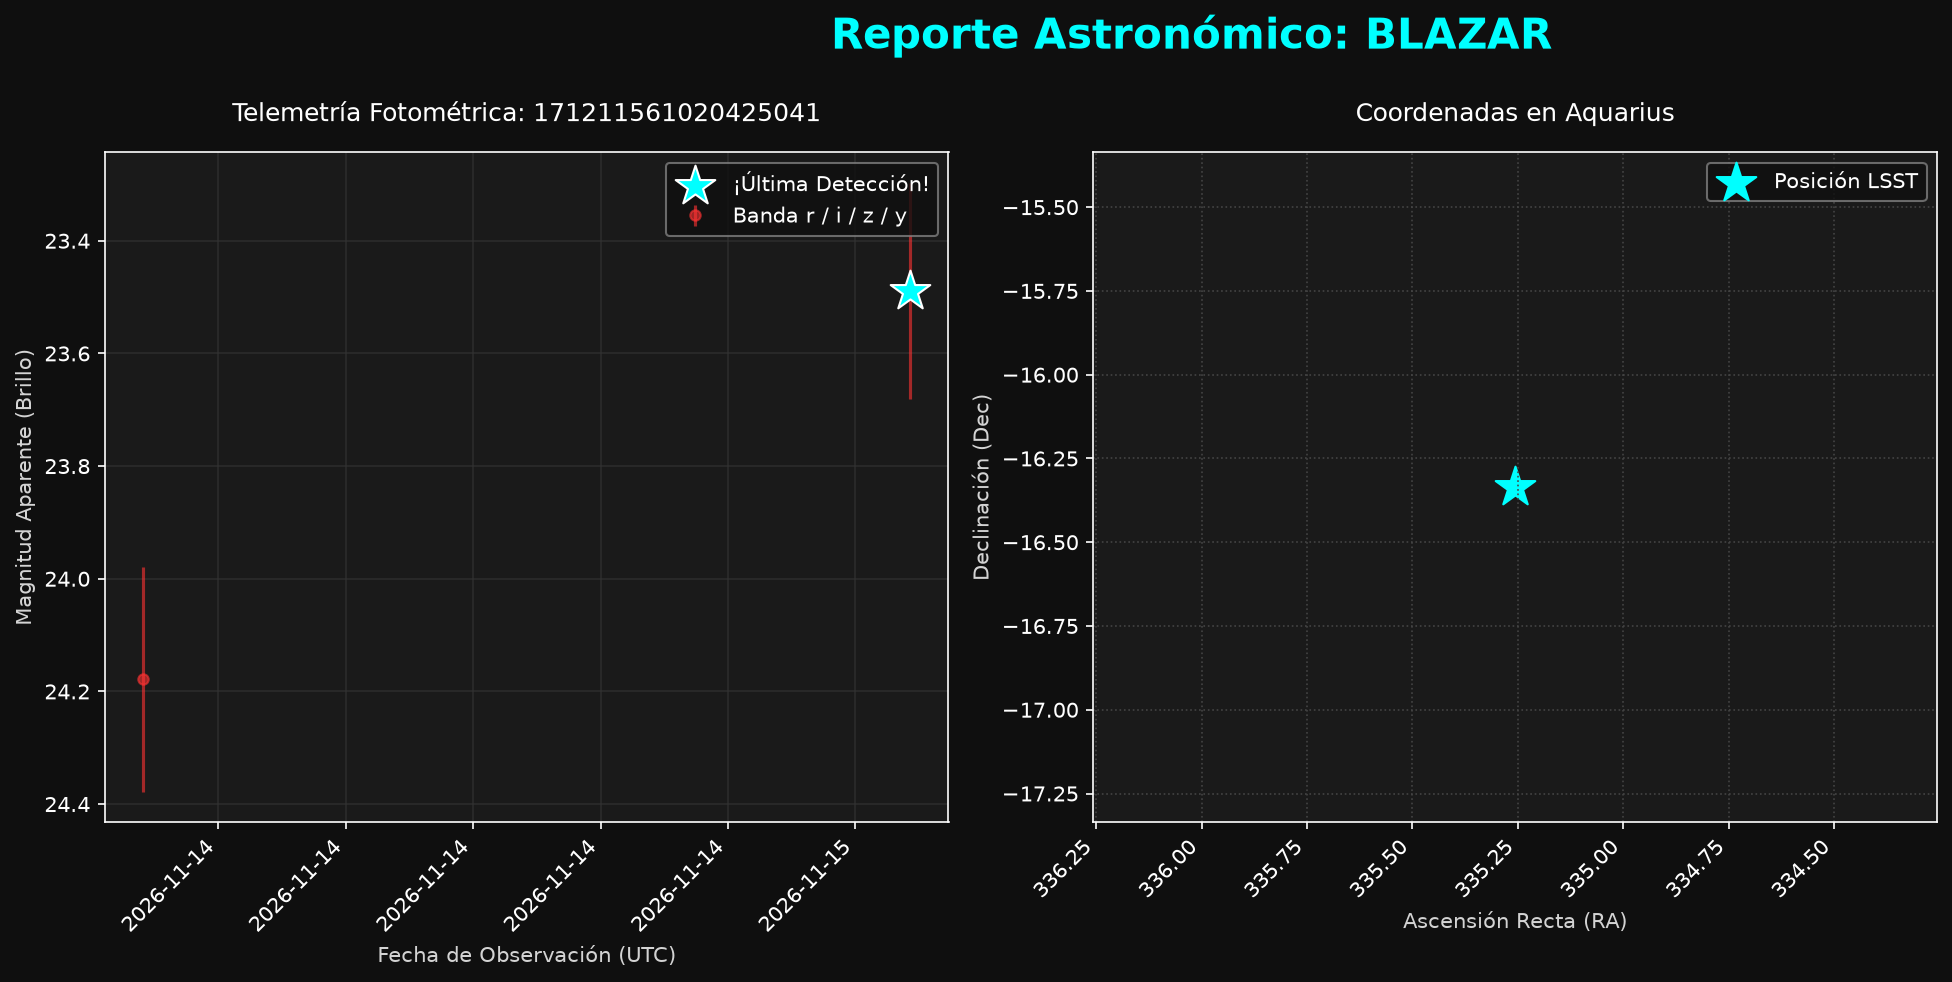 Reporte Astronómico: BLAZAR
Telemetría Fotométrica: 171211561020425041
¡Última Detección!
Banda r / i / z / y
Magnitud Aparente (Brillo)
23.4
23.6
23.8
24.0
24.2
24.4
2026-11-14
2026-11-14
2026-11-14
2026-11-14
2026-11-14
2026-11-15
Fecha de Observación (UTC)
Coordenadas en Aquarius
Posición LSST
Declinación (Dec)
−15.50
−15.75
−16.00
−16.25
−16.50
−16.75
−17.00
−17.25
336.25
336.00
335.75
335.50
335.25
335.00
334.75
334.50
Ascensión Recta (RA)